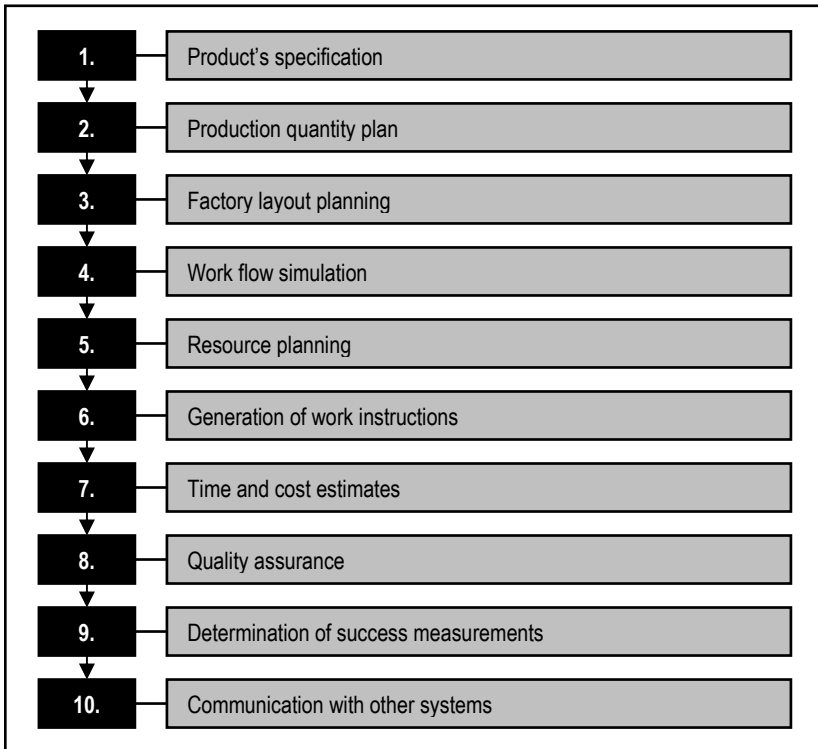 1. Product’s specification
2. Production quantity plan
3. Factory layout planning
4. Work flow simulation
5. Resource planning
6. Generation of work instructions
7. Time and cost estimates
8. Quality assurance
9. Determination of success measurements
10. Communication with other systems